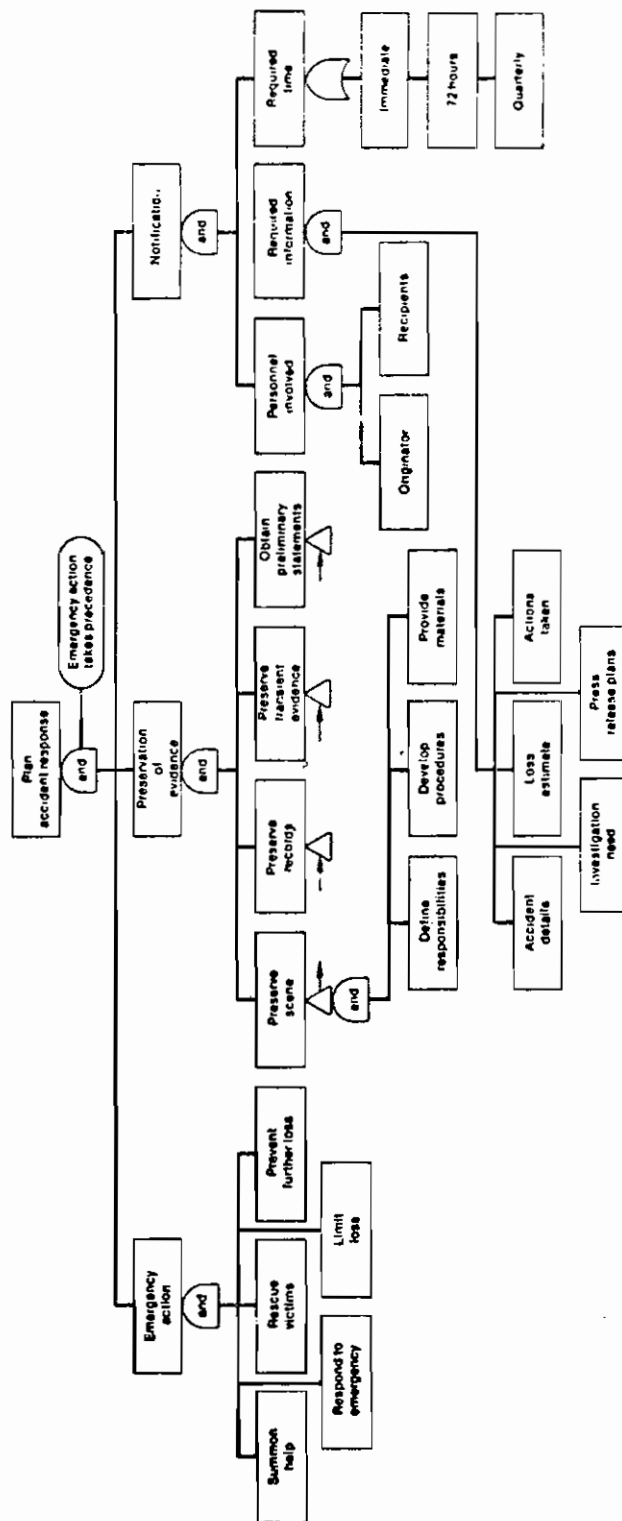 Plan
accident response
and
Emergency action
takes precedence
Emergency
action
and
Preservation
of
evidence
and
Notification
and
Summon
help
Respond to
emergency
Rescue
victims
Limit
loss
Prevent
further loss
Preserve
scene
and
Preserve
records
Preserve
transient
evidence
Obtain
preliminary
statements
Personnel
involved
and
Required
information
and
Required
time
Define
responsibilities
Develop
procedures
Provide
materials
Originator
Recipients
Immediate
72 hours
Quarterly
Accident
details
Investigation
need
Loss
estimate
Press
release plans
Actions
taken